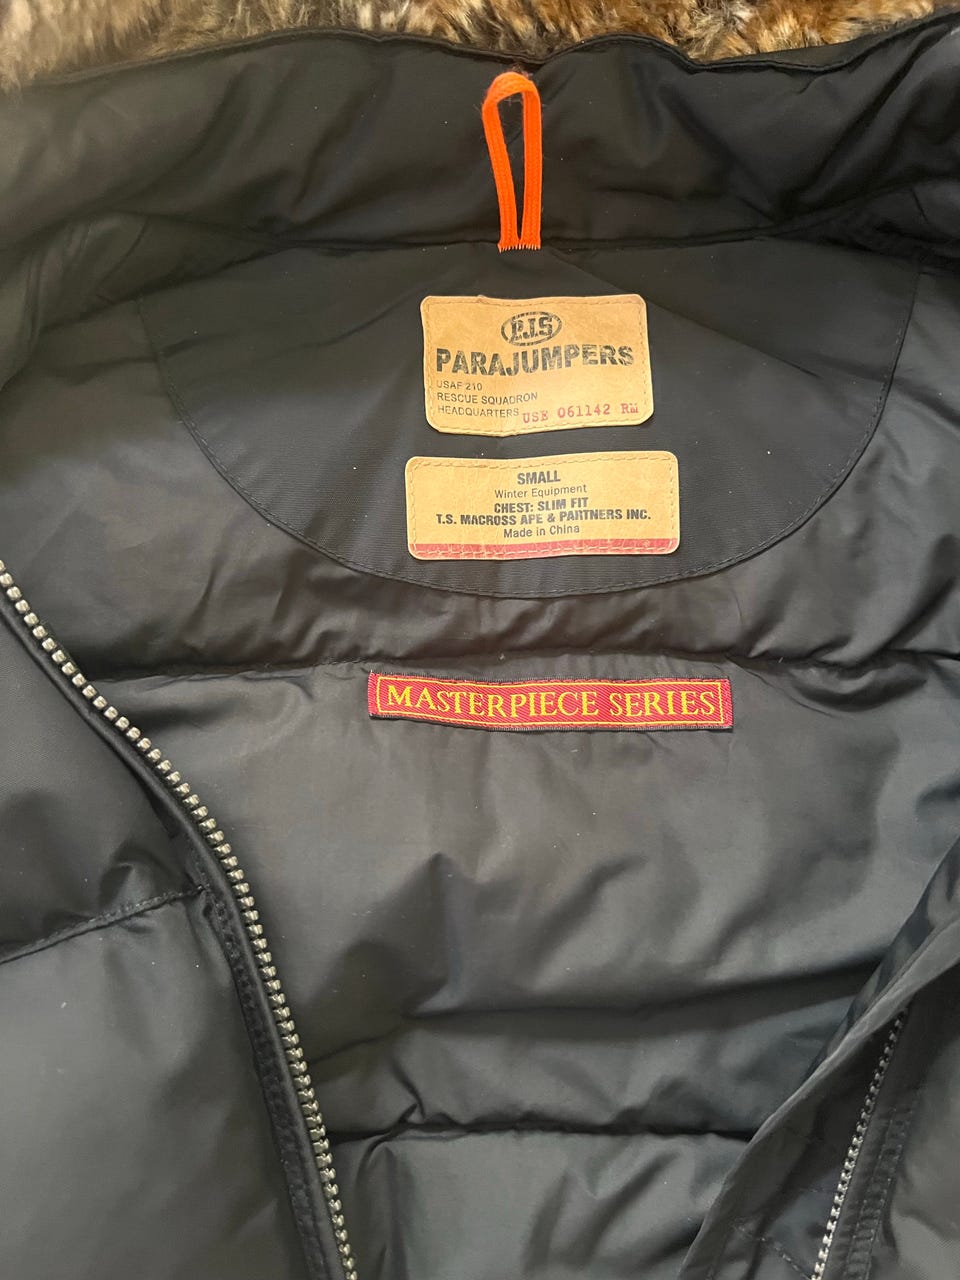 P.J.S
PARAJUMPERS
USAF 210
RESCUE SQUADRON
HEADQUARTERS USE 061142 RM
SMALL
Winter Equipment
CHEST: SLIM FIT
T.S. MACROSS APE & PARTNERS INC.
Made in China
MASTERPIECE SERIES